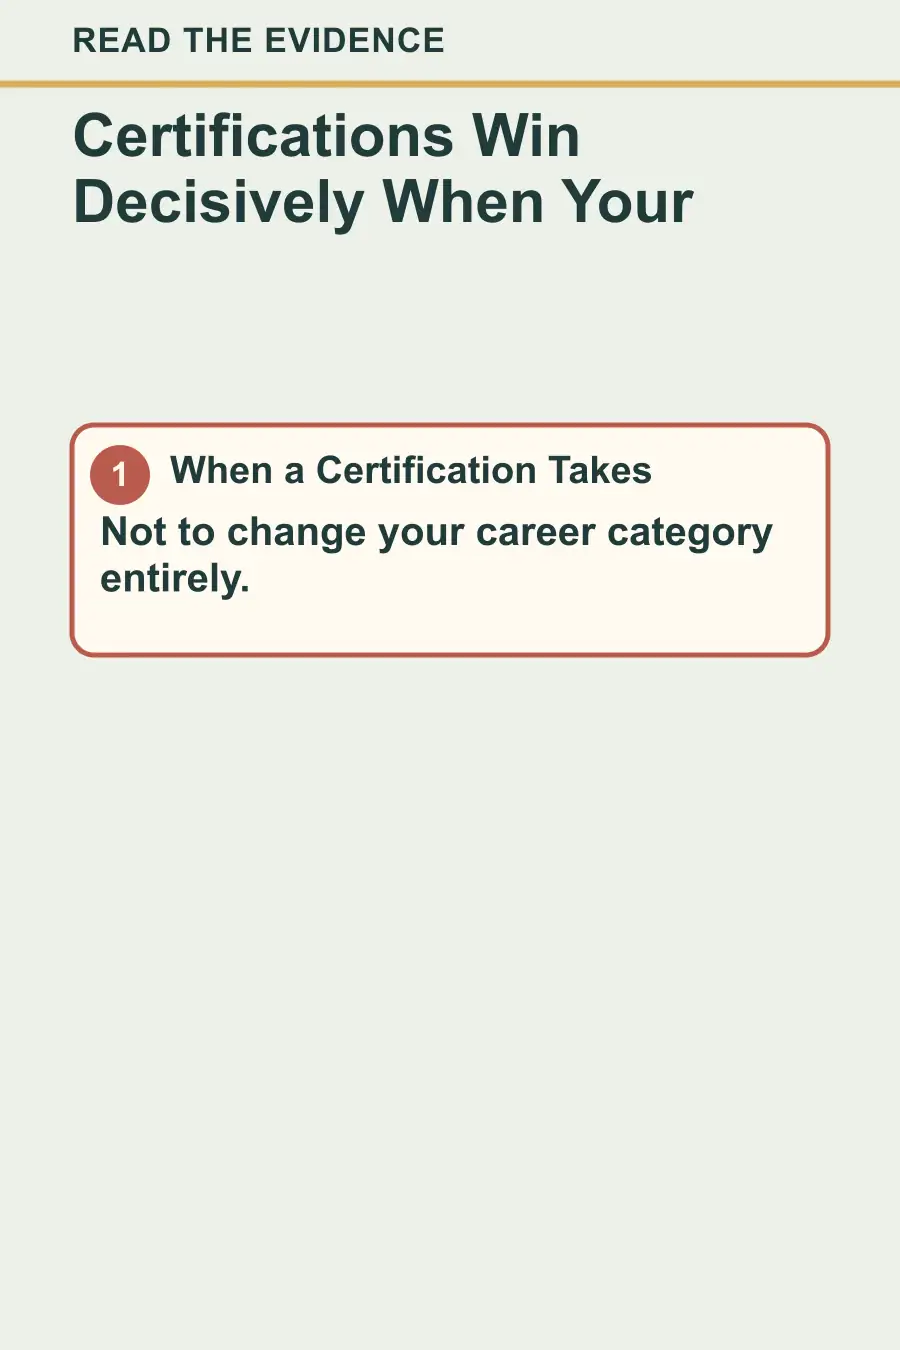 READ THE EVIDENCE
Certifications Win
Decisively When Your
1 When a Certification Takes
Not to change your career category
entirely.